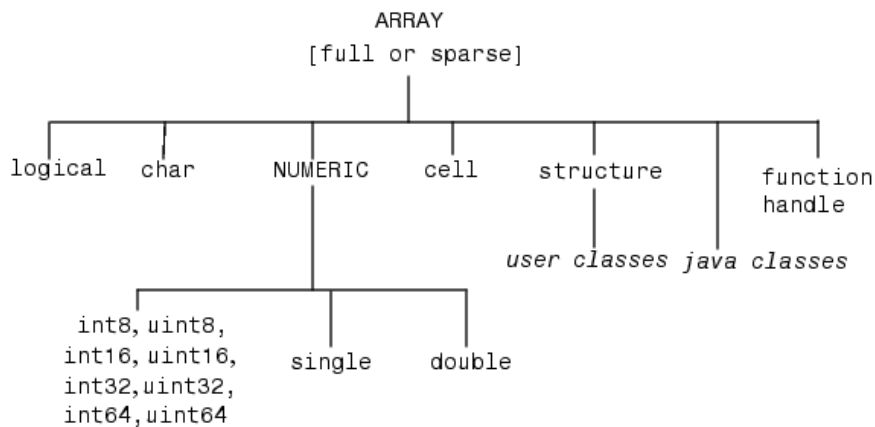 ARRAY
[full or sparse]
logical char NUMERIC cell structure function
handle
user classes java classes
int8, uint8,
int16, uint16,
int32,uint32,
int64,uint64
single double